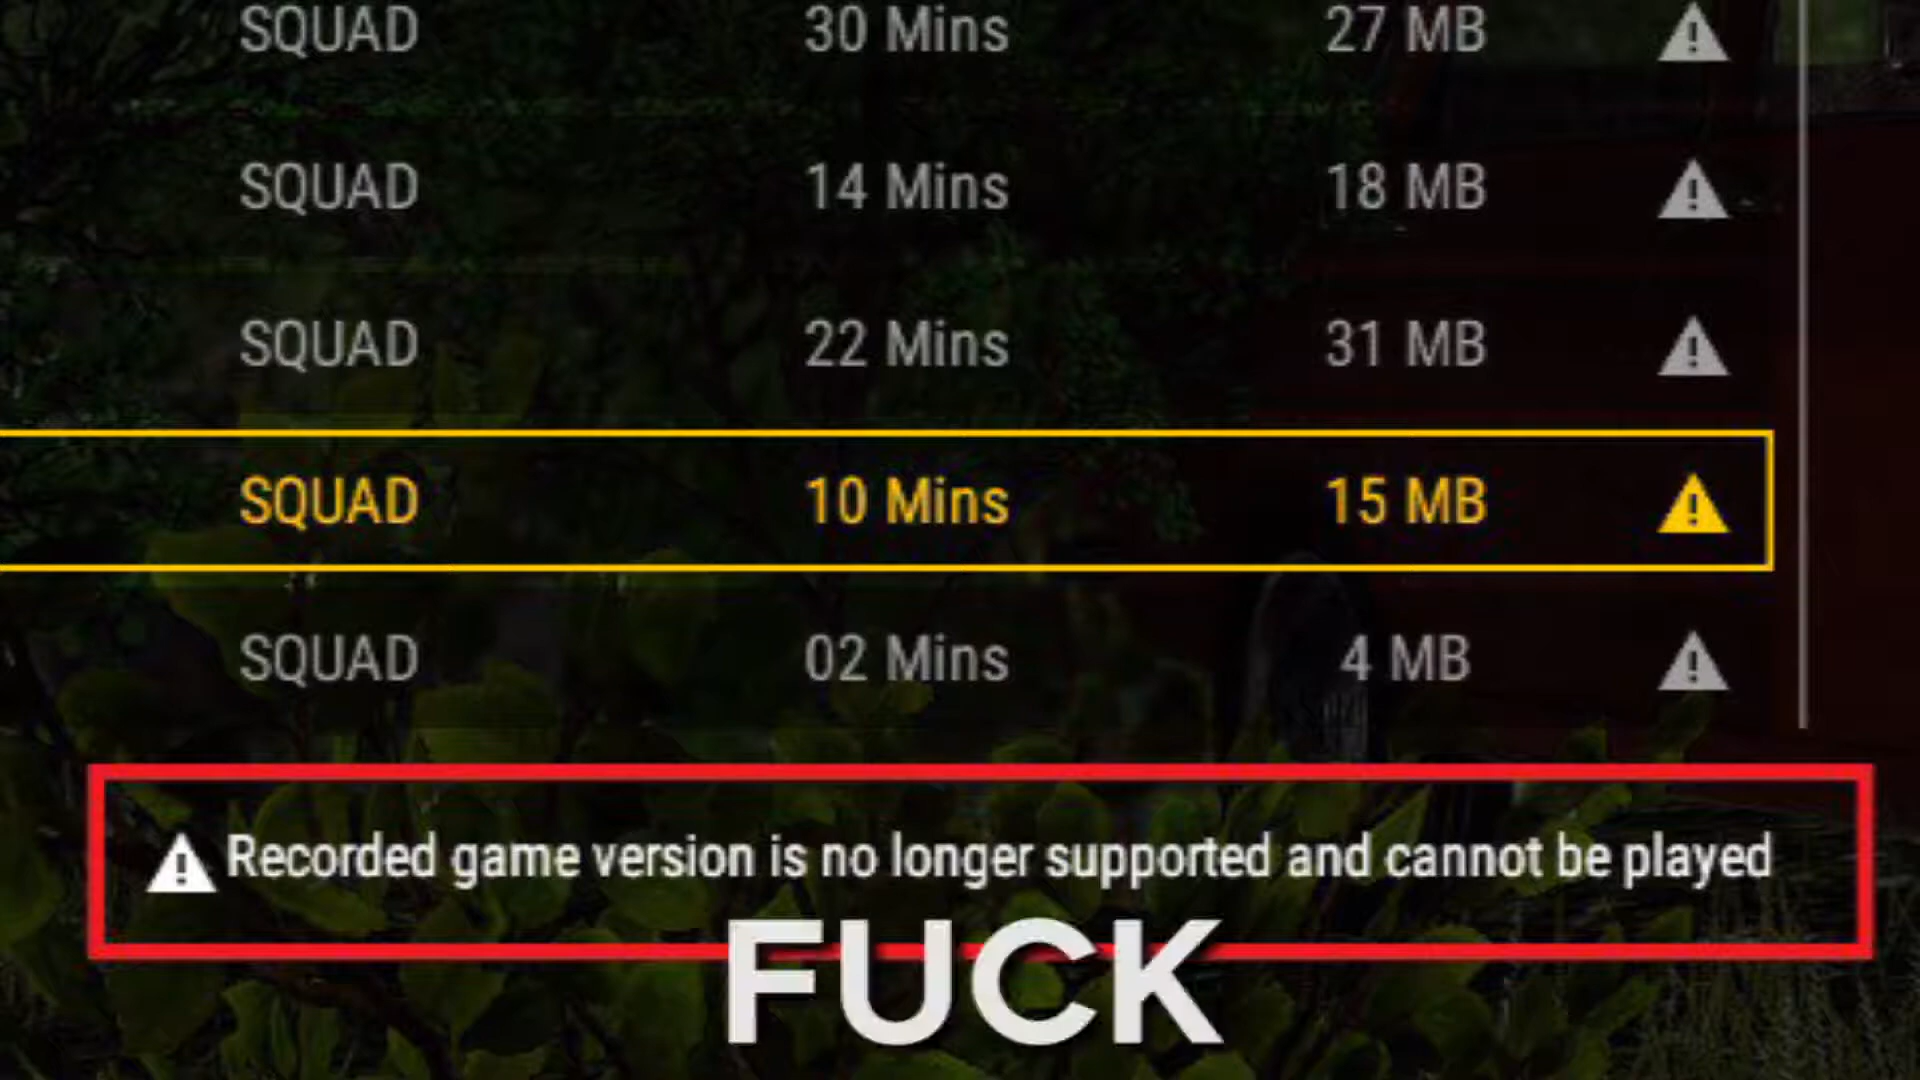 SQUAD 30 Mins 27 MB
SQUAD 14 Mins 18 MB
SQUAD 22 Mins 31 MB
SQUAD 10 Mins 15 MB
SQUAD 02 Mins 4 MB
Recorded game version is no longer supported and cannot be played
FUCK